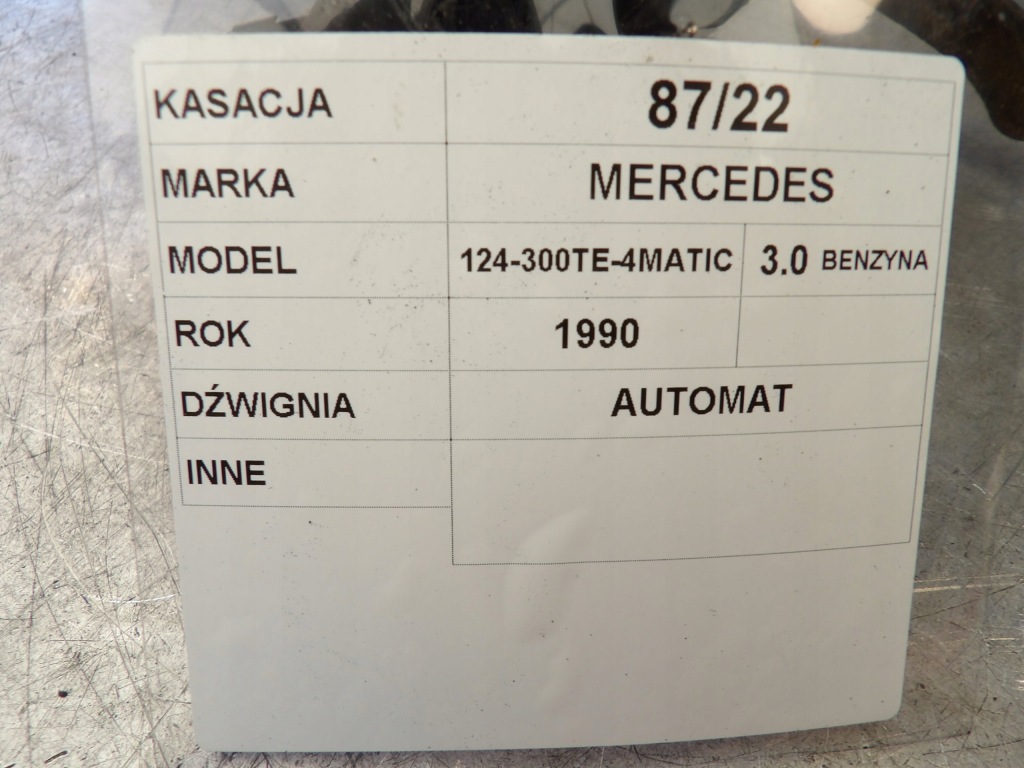 KASACJA 87/22
MARKA MERCEDES
MODEL 124-300TE-4MATIC 3.0 BENZYNA
ROK 1990
DŹWIGNIA AUTOMAT
INNE